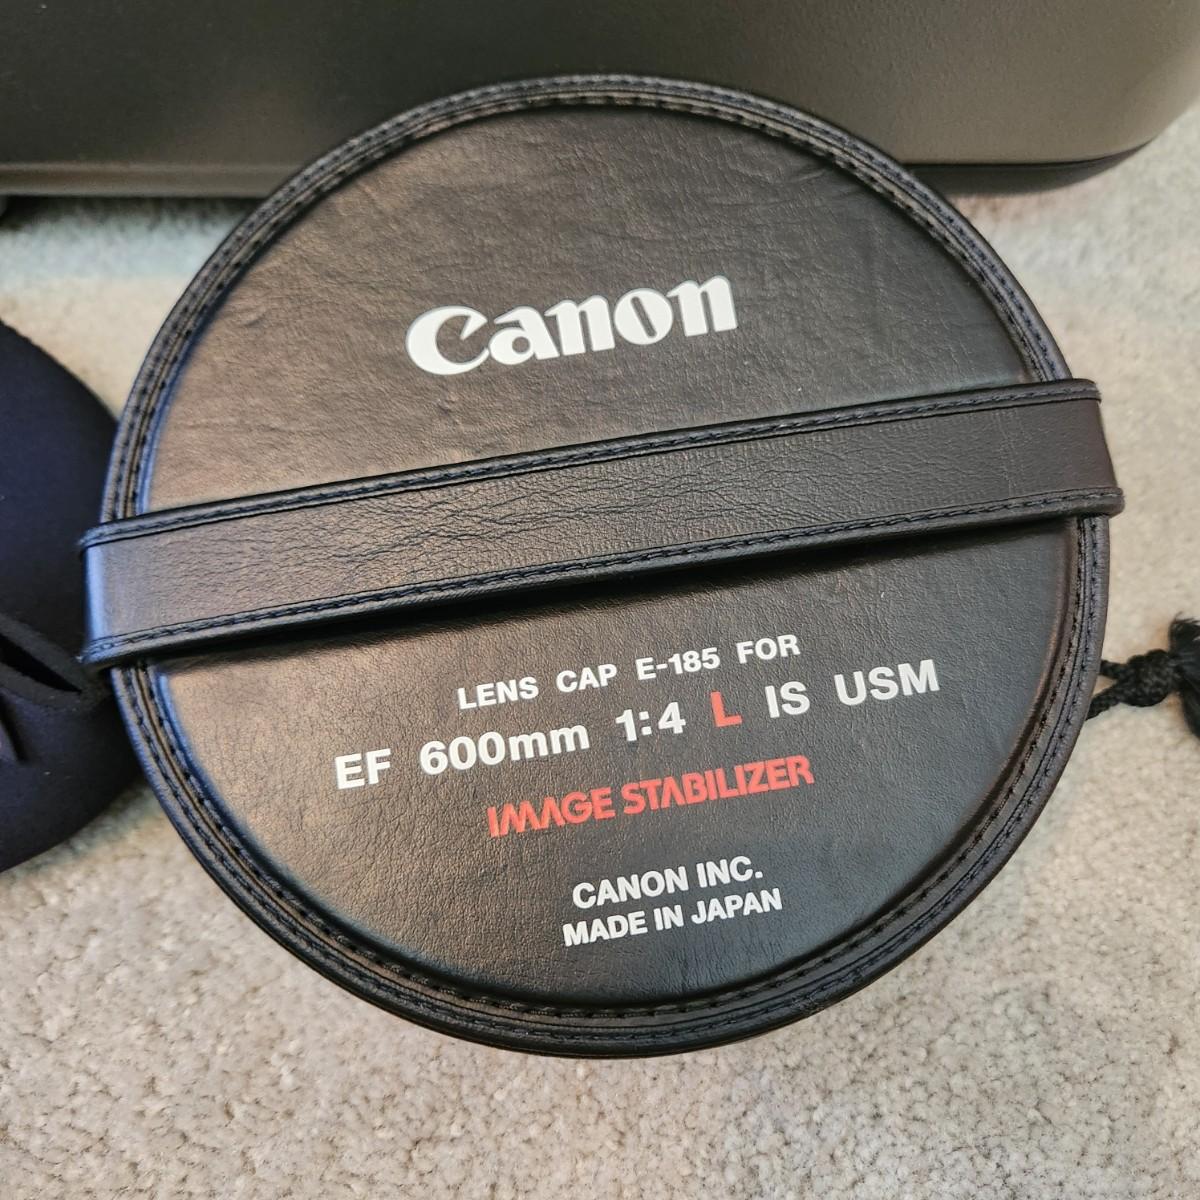 Canon
LENS CAP E-185 FOR
EF 600mm 1:4 L IS USM
IMAGE STABILIZER
CANON INC.
MADE IN JAPAN